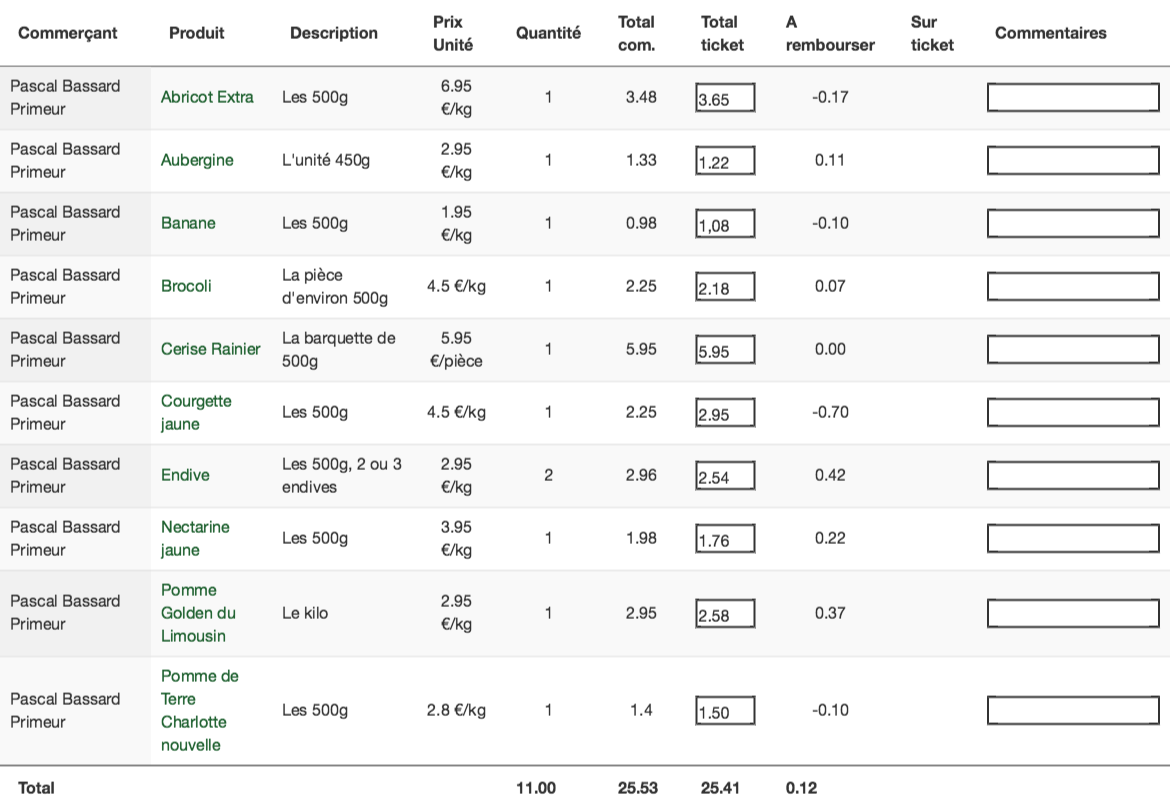 Commerçant Produit Description Prix Unité Quantité Total com. Total ticket A rembourser Sur ticket Commentaires
Pascal Bassard Primeur Abricot Extra Les 500g 6.95 €/kg 1 3.48 3.65 -0.17
Pascal Bassard Primeur Aubergine L'unité 450g 2.95 €/kg 1 1.33 1.22 0.11
Pascal Bassard Primeur Banane Les 500g 1.95 €/kg 1 0.98 1,08 -0.10
Pascal Bassard Primeur Brocoli La pièce d'environ 500g 4.5 €/kg 1 2.25 2.18 0.07
Pascal Bassard Primeur Cerise Rainier La barquette de 500g 5.95 €/pièce 1 5.95 5.95 0.00
Pascal Bassard Primeur Courgette jaune Les 500g 4.5 €/kg 1 2.25 2.95 -0.70
Pascal Bassard Primeur Endive Les 500g, 2 ou 3 endives 2.95 €/kg 2 2.96 2.54 0.42
Pascal Bassard Primeur Nectarine jaune Les 500g 3.95 €/kg 1 1.98 1.76 0.22
Pascal Bassard Primeur Pomme Golden du Limousin Le kilo 2.95 €/kg 1 2.95 2.58 0.37
Pascal Bassard Primeur Pomme de Terre Charlotte nouvelle Les 500g 2.8 €/kg 1 1.4 1.50 -0.10
Total 11.00 25.53 25.41 0.12